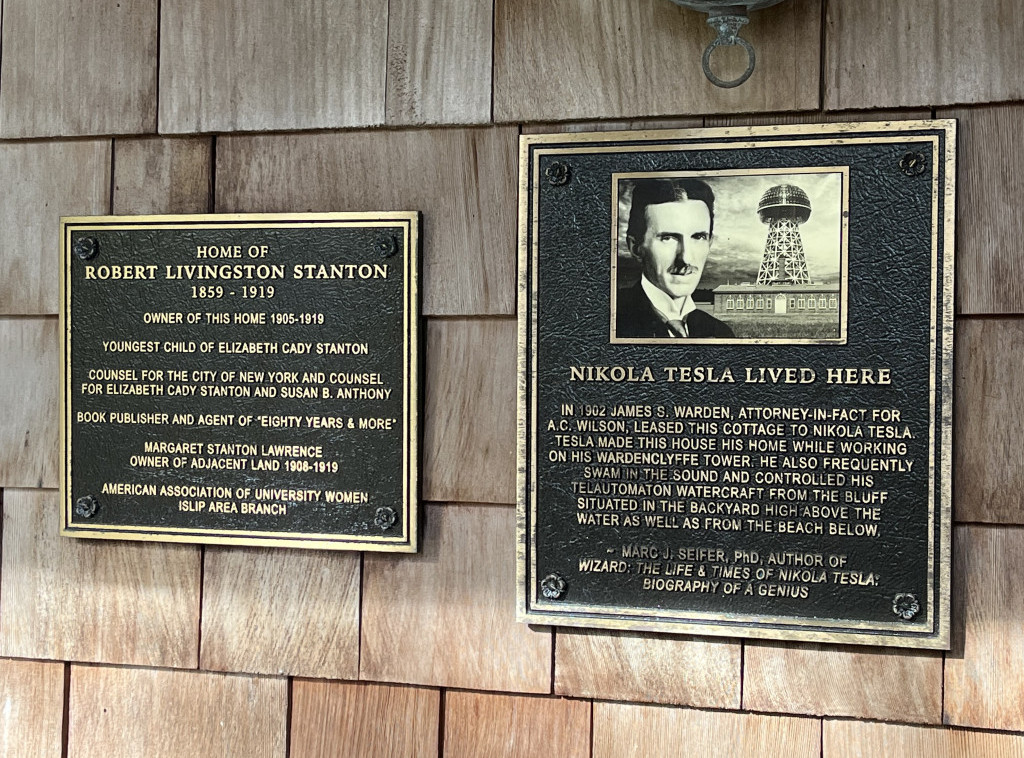 HOME OF
ROBERT LIVINGSTON STANTON
1859 - 1919
OWNER OF THIS HOME 1905-1919
YOUNGEST CHILD OF ELIZABETH CADY STANTON
COUNSEL FOR THE CITY OF NEW YORK AND COUNSEL
FOR ELIZABETH CADY STANTON AND SUSAN B. ANTHONY
BOOK PUBLISHER AND AGENT OF "EIGHTY YEARS & MORE"
MARGARET STANTON LAWRENCE
OWNER OF ADJACENT LAND 1908-1919
AMERICAN ASSOCIATION OF UNIVERSITY WOMEN
ISLIP AREA BRANCH
NIKOLA TESLA LIVED HERE
IN 1902 JAMES S. WARDEN, ATTORNEY-IN-FACT FOR
A.C. WILSON, LEASED THIS COTTAGE TO NIKOLA TESLA.
TESLA MADE THIS HOUSE HIS HOME WHILE WORKING
ON HIS WARDENCLYFFE TOWER. HE ALSO FREQUENTLY
SWAM IN THE SOUND AND CONTROLLED HIS
TELAUTOMATON WATERCRAFT FROM THE BLUFF
SITUATED IN THE BACKYARD HIGH ABOVE THE
WATER AS WELL AS FROM THE BEACH BELOW.
~ MARC J. SEIFER, PhD, AUTHOR OF
WIZARD: THE LIFE & TIMES OF NIKOLA TESLA:
BIOGRAPHY OF A GENIUS